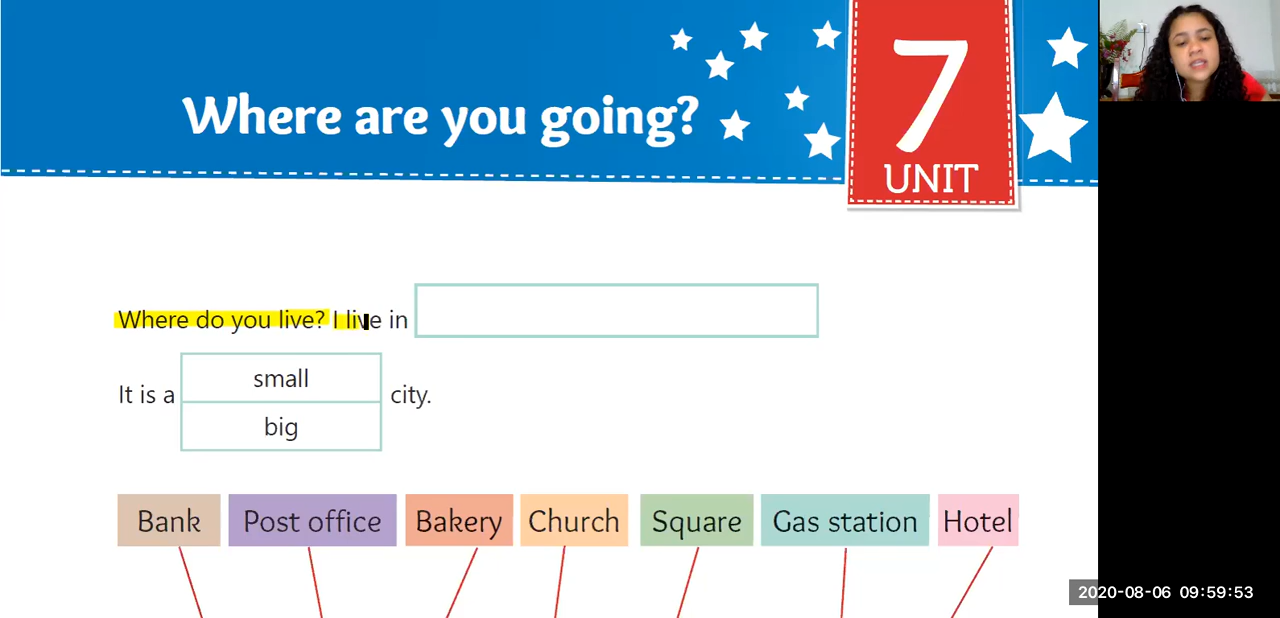 Where are you going?
7
UNIT
Where do you live? I live in
small
It is a city.
big
Bank Post office Bakery Church Square Gas station Hotel
2020-08-06 09:59:53